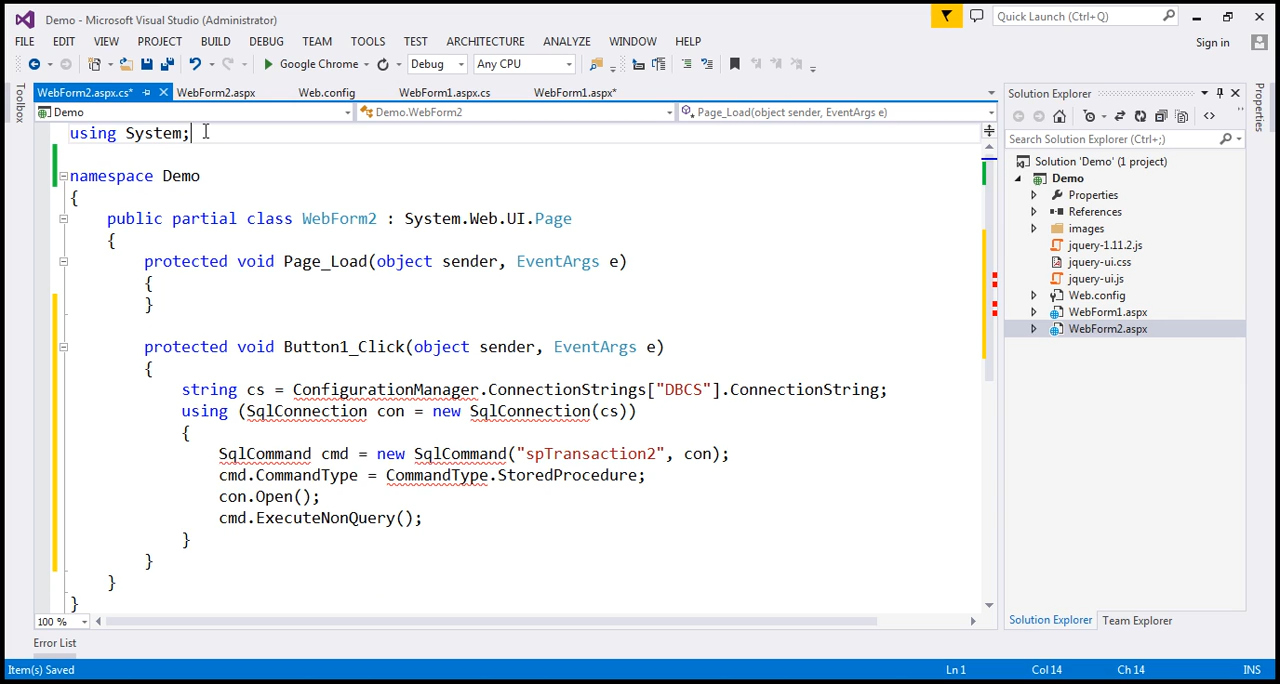 Demo - Microsoft Visual Studio (Administrator)
Quick Launch (Ctrl+Q)
FILE EDIT VIEW PROJECT BUILD DEBUG TEAM TOOLS TEST ARCHITECTURE ANALYZE WINDOW HELP
Sign in
Google Chrome Debug Any CPU
Toolbox
WebForm2.aspx.cs* WebForm2.aspx Web.config WebForm1.aspx.cs WebForm1.aspx*
Demo Demo.WebForm2 Page_Load(object sender, EventArgs e)
using System;
namespace Demo
{
public partial class WebForm2 : System.Web.UI.Page
{
protected void Page_Load(object sender, EventArgs e)
{
}
protected void Button1_Click(object sender, EventArgs e)
{
string cs = ConfigurationManager.ConnectionStrings["DBCS"].ConnectionString;
using (SqlConnection con = new SqlConnection(cs))
{
SqlCommand cmd = new SqlCommand("spTransaction2", con);
cmd.CommandType = CommandType.StoredProcedure;
con.Open();
cmd.ExecuteNonQuery();
}
}
}
}
100 %
Error List
Solution Explorer
Search Solution Explorer (Ctrl+;)
Solution 'Demo' (1 project)
Demo
Properties
References
images
jquery-1.11.2.js
jquery-ui.css
jquery-ui.js
Web.config
WebForm1.aspx
WebForm2.aspx
Solution Explorer Team Explorer
Properties
Item(s) Saved Ln 1 Col 14 Ch 14 INS